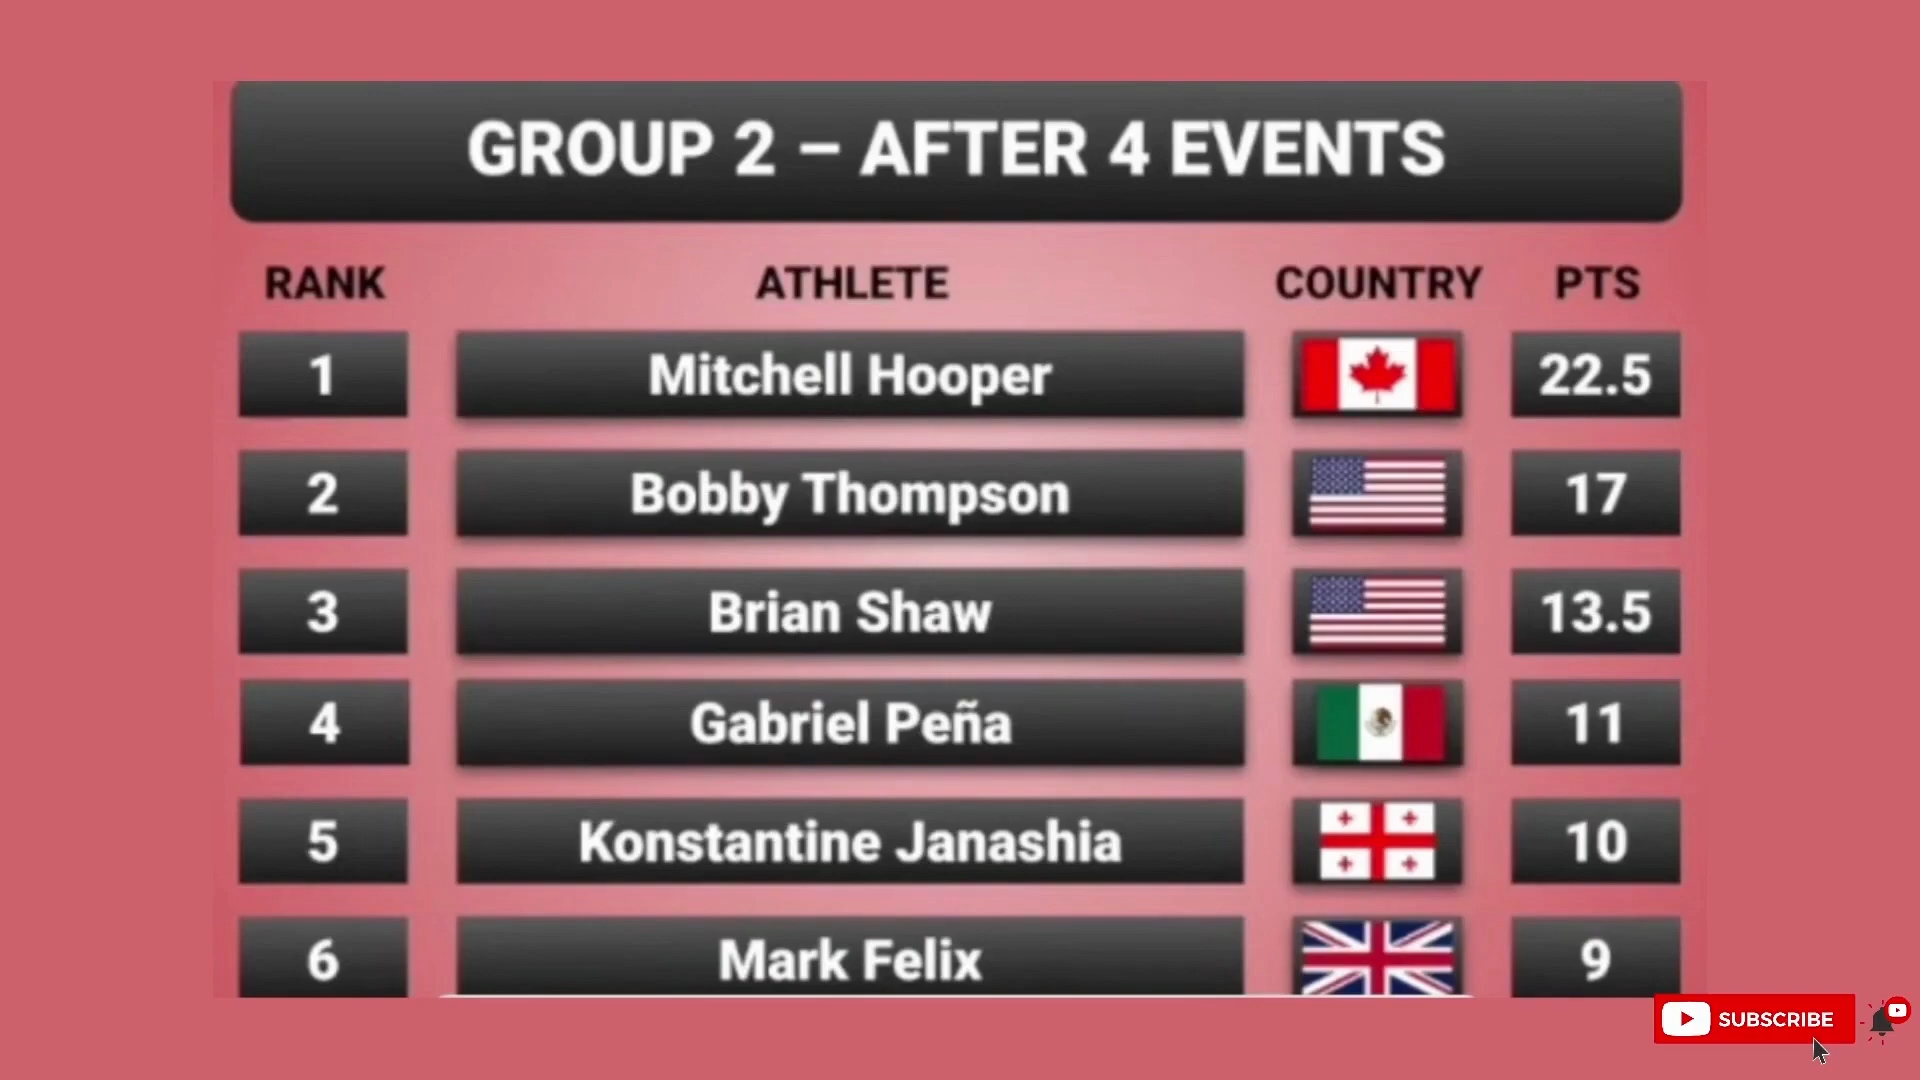 GROUP 2 – AFTER 4 EVENTS
RANK ATHLETE COUNTRY PTS
1 Mitchell Hooper 22.5
2 Bobby Thompson 17
3 Brian Shaw 13.5
4 Gabriel Peña 11
5 Konstantine Janashia 10
6 Mark Felix 9
SUBSCRIBE